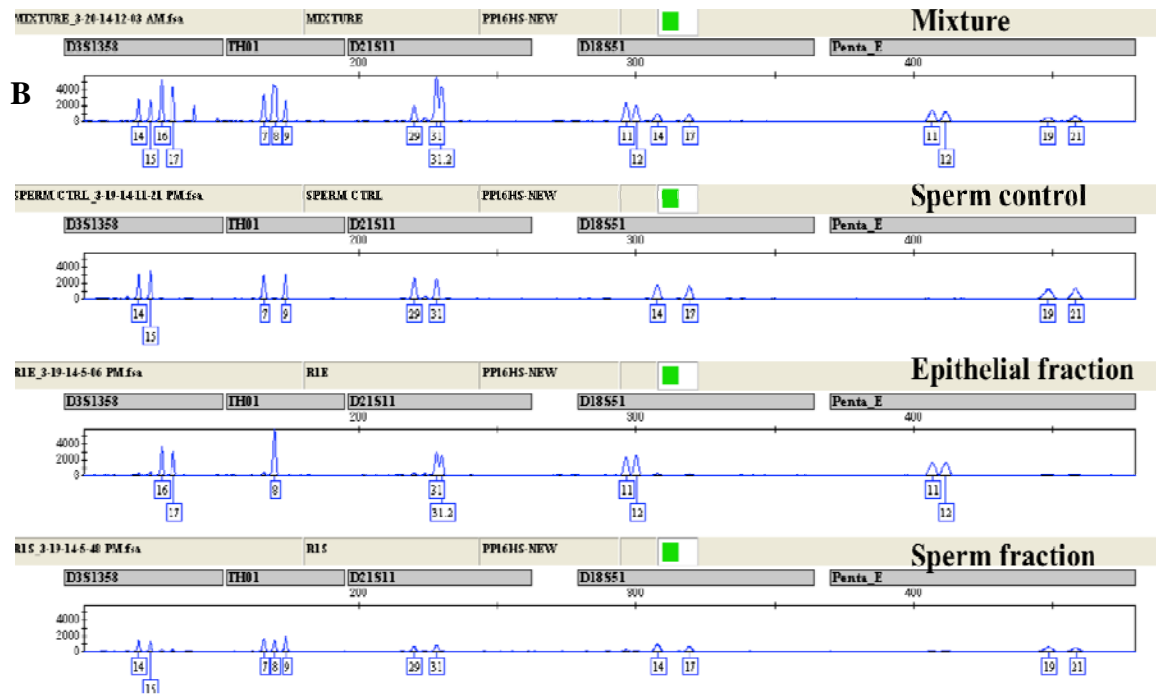 MIXTURE_3-20-14-12-03 AM.fsa MIXTURE PP16HS-NEW Mixture
D3S1358 TH01 D21S11 D18S51 Penta_E
200 300 400
B
4000
2000
0
14 16 7 8 9 29 31 11 14 17 11 19 21
15 17 31.2 12 12
SPERM CTRL_3-19-14-11-21 PM.fsa SPERM CTRL PP16HS-NEW Sperm control
D3S1358 TH01 D21S11 D18S51 Penta_E
200 300 400
4000
2000
0
14 7 9 29 31 14 17 19 21
15
R1E_3-19-14-5-06 PM.fsa R1E PP16HS-NEW Epithelial fraction
D3S1358 TH01 D21S11 D18S51 Penta_E
200 300 400
4000
2000
0
16 8 31 11 11
17 31.2 12 12
R1S_3-19-14-5-40 PM.fsa R1S PP16HS-NEW Sperm fraction
D3S1358 TH01 D21S11 D18S51 Penta_E
200 300 400
4000
2000
0
14 7 8 9 29 31 14 17 19 21
15